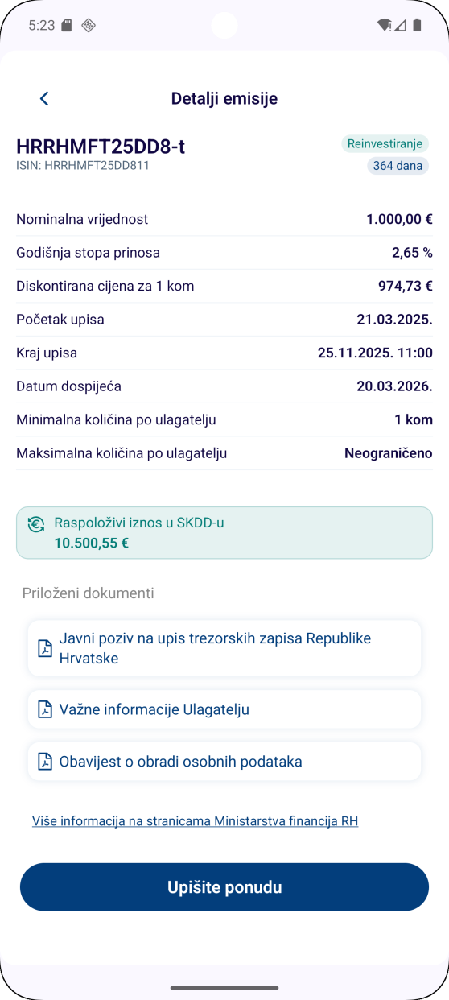 5:23
Detalji emisije
HRRHMFT25DD8-t
Reinvestiranje
ISIN: HRRHMFT25DD811
364 dana
Nominalna vrijednost 1.000,00 €
Godišnja stopa prinosa 2,65 %
Diskontirana cijena za 1 kom 974,73 €
Početak upisa 21.03.2025.
Kraj upisa 25.11.2025. 11:00
Datum dospijeća 20.03.2026.
Minimalna količina po ulagatelju 1 kom
Maksimalna količina po ulagatelju Neograničeno
Raspoloživi iznos u SKDD-u
10.500,55 €
Priloženi dokumenti
Javni poziv na upis trezorskih zapisa Republike
Hrvatske
Važne informacije Ulagatelju
Obavijest o obradi osobnih podataka
Više informacija na stranicama Ministarstva financija RH
Upišite ponudu